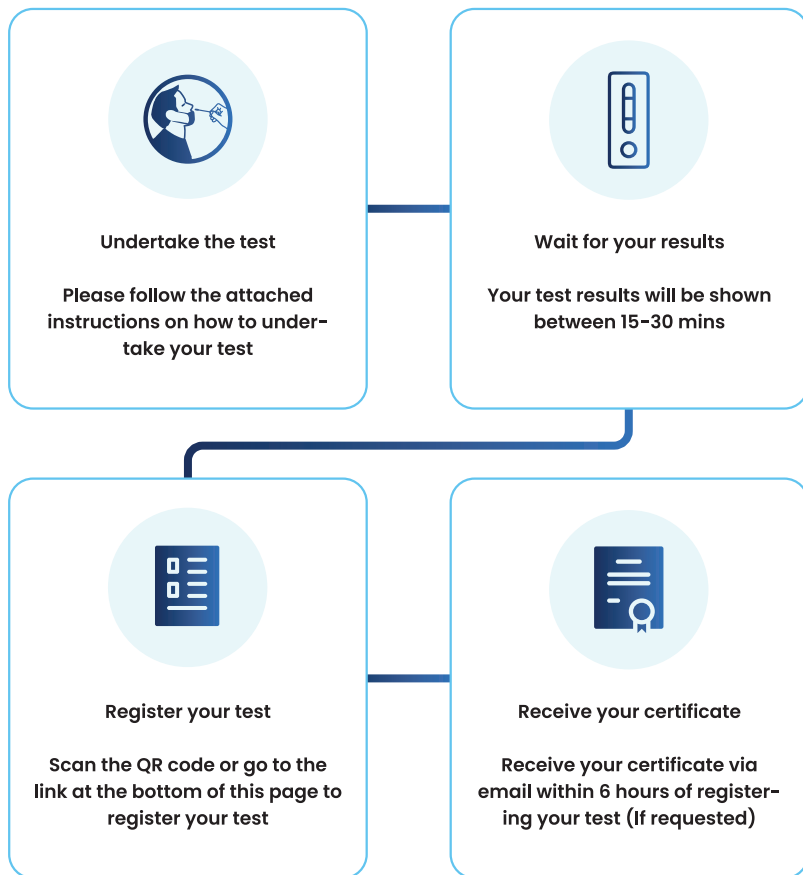 Undertake the test
Please follow the attached
instructions on how to under-
take your test
Wait for your results
Your test results will be shown
between 15-30 mins
Register your test
Scan the QR code or go to the
link at the bottom of this page to
register your test
Receive your certificate
Receive your certificate via
email within 6 hours of register-
ing your test (If requested)